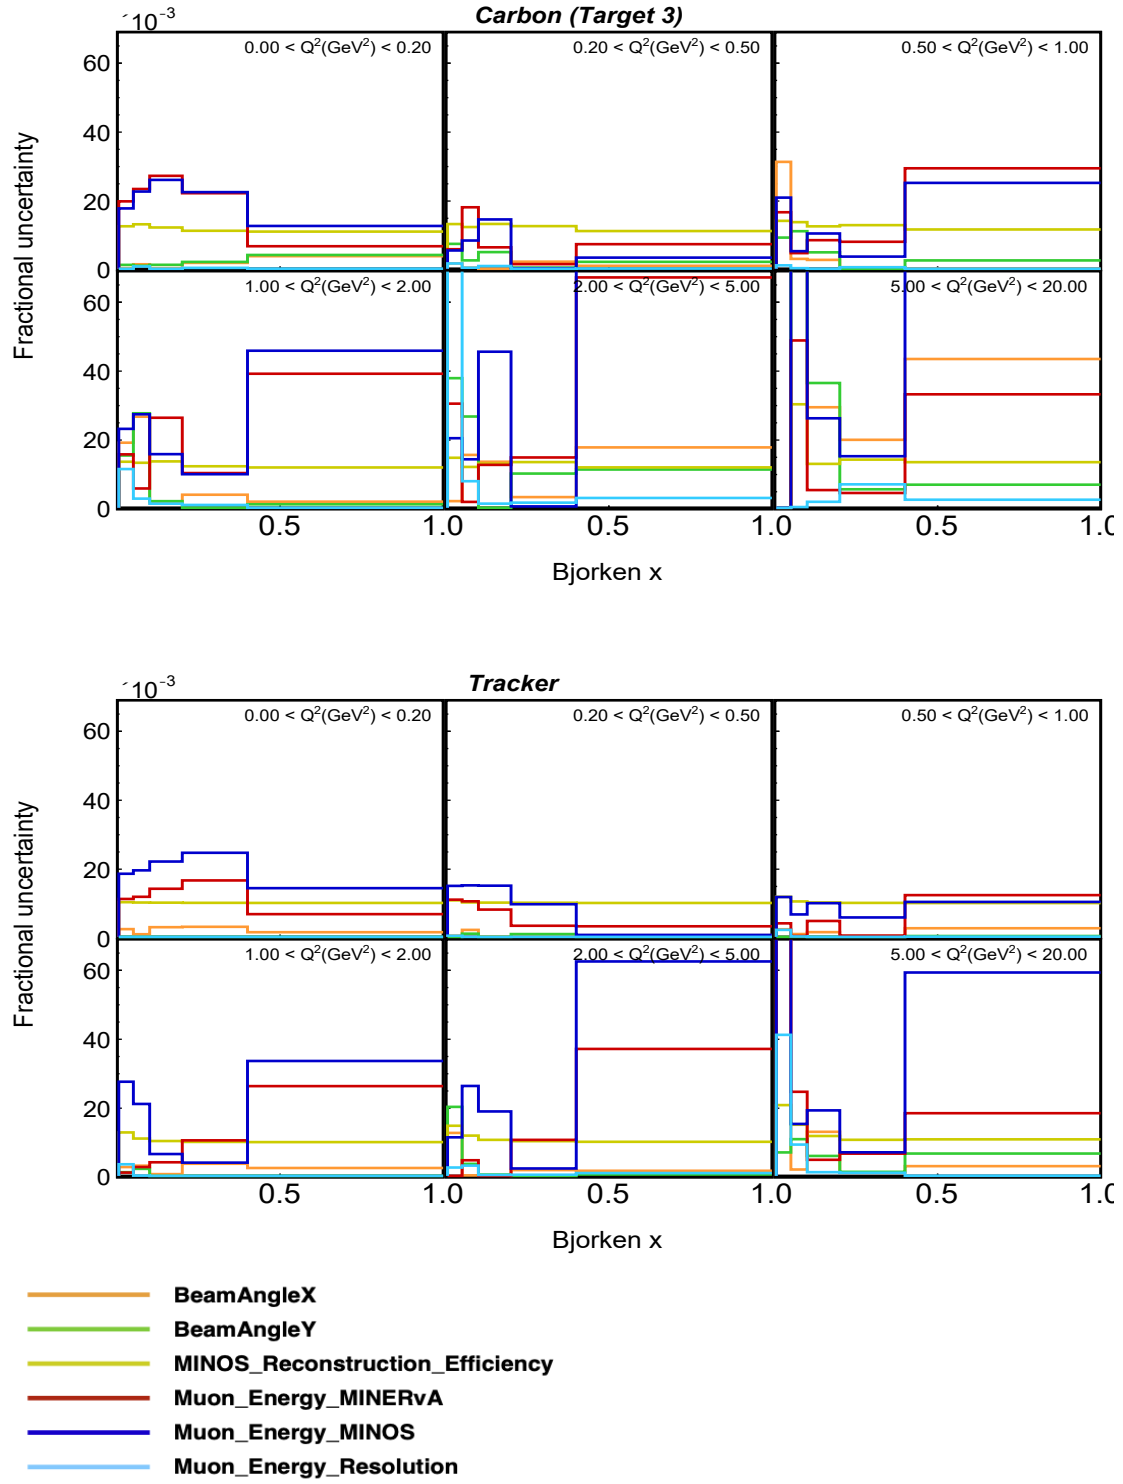 Carbon (Target 3)
´10⁻³
0.00 < Q²(GeV²) < 0.20
0.20 < Q²(GeV²) < 0.50
0.50 < Q²(GeV²) < 1.00
60
40
20
0
1.00 < Q²(GeV²) < 2.00
2.00 < Q²(GeV²) < 5.00
5.00 < Q²(GeV²) < 20.00
60
40
20
0
Fractional uncertainty
0.5 1.0 0.5 1.0 0.5 1.0
Bjorken x
Tracker
´10⁻³
0.00 < Q²(GeV²) < 0.20
0.20 < Q²(GeV²) < 0.50
0.50 < Q²(GeV²) < 1.00
60
40
20
0
1.00 < Q²(GeV²) < 2.00
2.00 < Q²(GeV²) < 5.00
5.00 < Q²(GeV²) < 20.00
60
40
20
0
Fractional uncertainty
0.5 1.0 0.5 1.0 0.5 1.0
Bjorken x
BeamAngleX
BeamAngleY
MINOS_Reconstruction_Efficiency
Muon_Energy_MINERvA
Muon_Energy_MINOS
Muon_Energy_Resolution